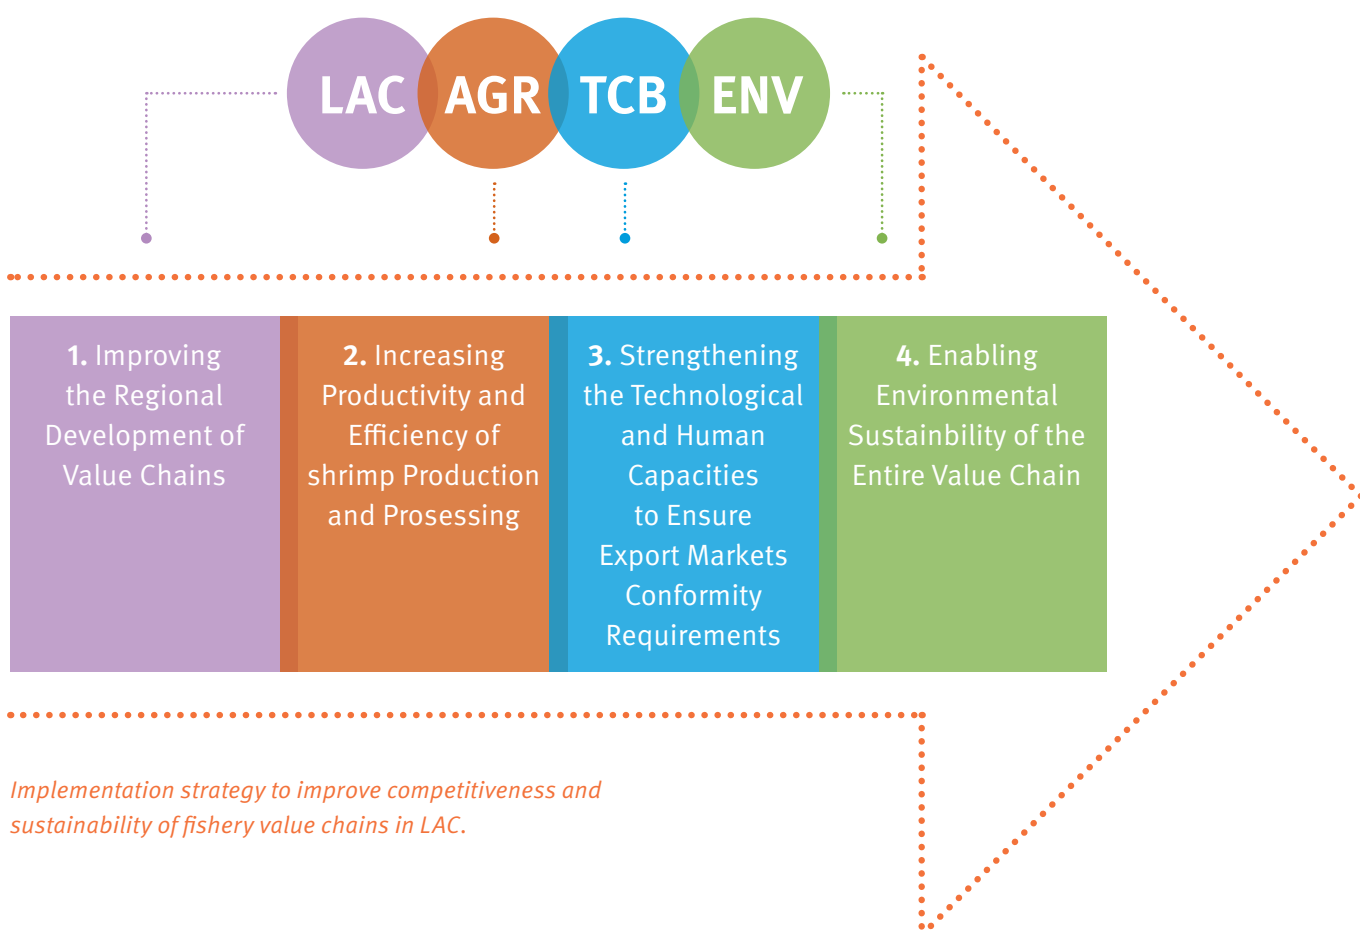 LAC AGR TCB ENV
1. Improving
the Regional
Development of
Value Chains
2. Increasing
Productivity and
Efficiency of
shrimp Production
and Prosessing
3. Strengthening
the Technological
and Human
Capacities
to Ensure
Export Markets
Conformity
Requirements
4. Enabling
Environmental
Sustainbility of the
Entire Value Chain
Implementation strategy to improve competitiveness and
sustainability of fishery value chains in LAC.